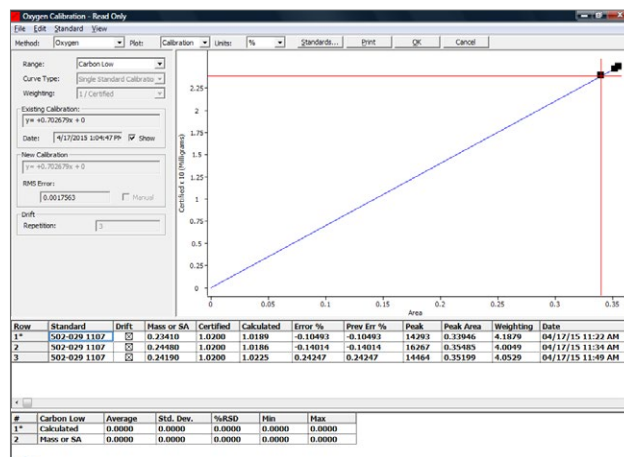 Oxygen Calibration - Read Only
File Edit Standard View
Method: Oxygen Plot: Calibration Units: % Standards... Print OK Cancel
Range: Carbon Low
Curve Type: Single Standard Calibratio
Weighting: 1 / Certified
Existing Calibration:
y= +0.702679x + 0
Date: 4/17/2015 1:04:47 PM Show
New Calibration
y= +0.702679x + 0
RMS Error:
0.0017563 Manual
Drift
Repetition: 3
Certified x 10 (Milligrams)
2.25
2
1.75
1.5
1.25
1
0.75
0.5
0.25
0
0 0.05 0.1 0.15 0.2 0.25 0.3 0.35
Area
Row Standard Drift Mass or SA Certified Calculated Error % Prev Err % Peak Peak Area Weighting Date
1* 502-029 1107 0.23410 1.0200 1.0189 -0.10493 -0.10493 14293 0.33946 4.1879 04/17/15 11:22 AM
2 502-029 1107 0.24480 1.0200 1.0186 -0.14014 -0.14014 16267 0.35485 4.0049 04/17/15 11:34 AM
3 502-029 1107 0.24190 1.0200 1.0225 0.24247 0.24247 14464 0.35199 4.0529 04/17/15 11:49 AM
# Carbon Low Average Std. Dev. %RSD Min Max
1* Calculated 0.0000 0.0000 0.0000 0.0000 0.0000
2 Mass or SA 0.0000 0.0000 0.0000 0.0000 0.0000